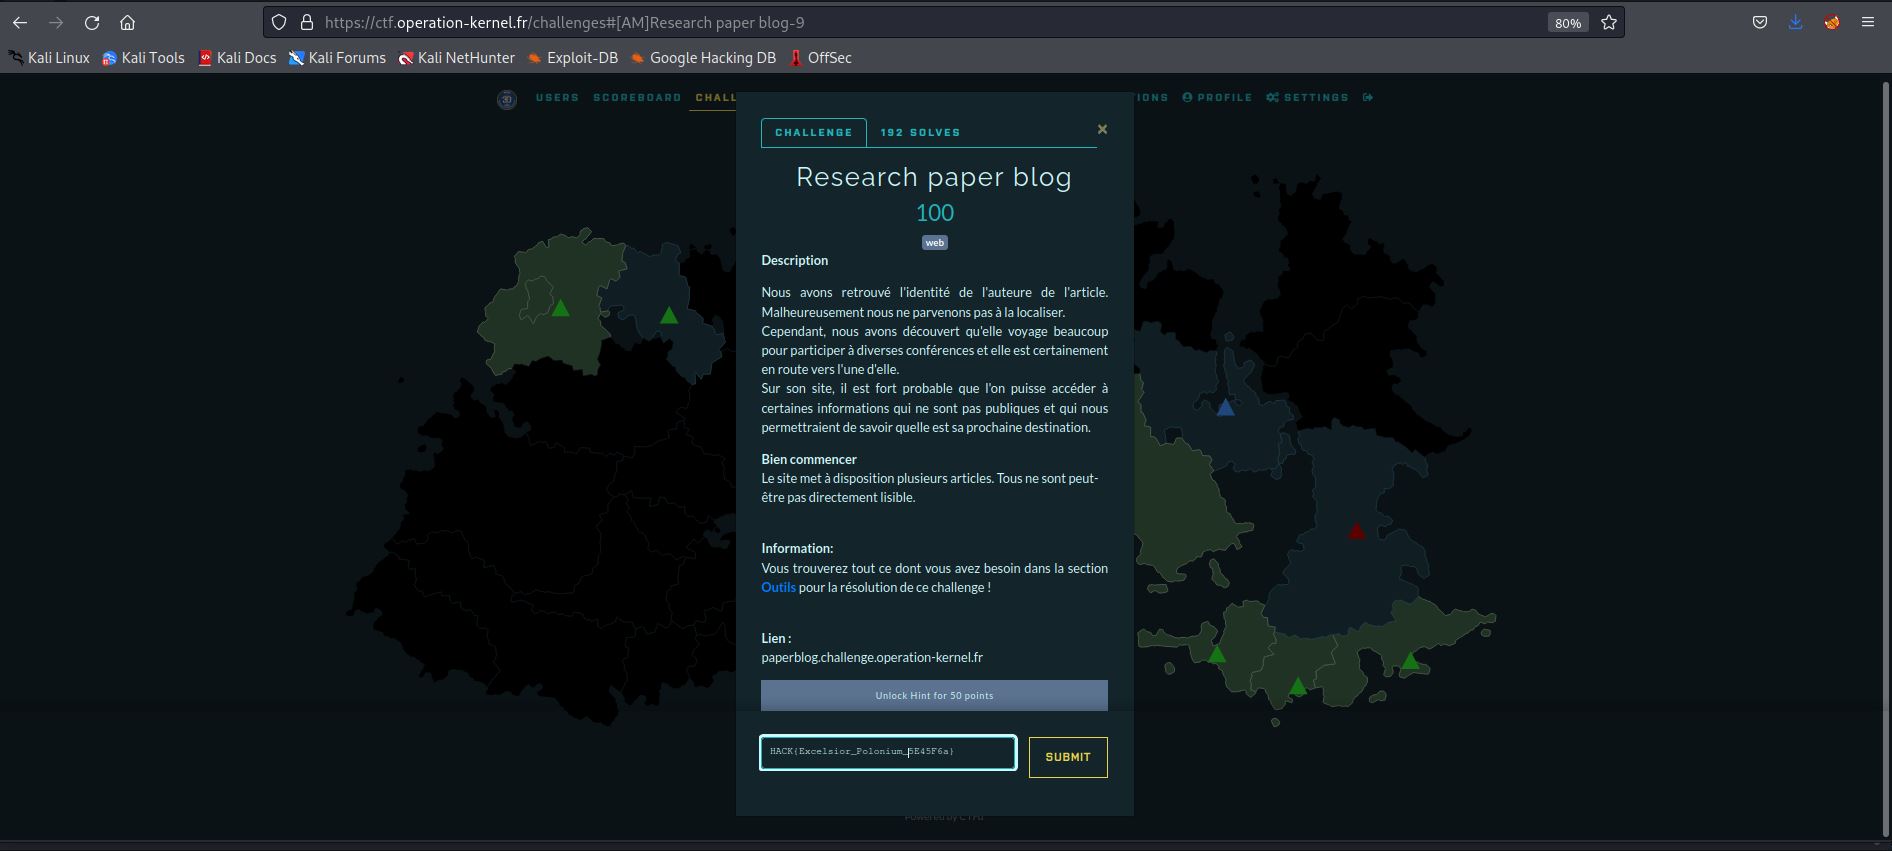 https://ctf.operation-kernel.fr/challenges#[AM]Research paper blog-9
80%
Kali Linux Kali Tools Kali Docs Kali Forums Kali NetHunter Exploit-DB Google Hacking DB OffSec
USERS SCOREBOARD CHALL IONS PROFILE SETTINGS
CHALLENGE 192 SOLVES ×
Research paper blog
100
web
Description
Nous avons retrouvé l'identité de l'auteure de l'article.
Malheureusement nous ne parvenons pas à la localiser.
Cependant, nous avons découvert qu'elle voyage beaucoup
pour participer à diverses conférences et elle est certainement
en route vers l'une d'elle.
Sur son site, il est fort probable que l'on puisse accéder à
certaines informations qui ne sont pas publiques et qui nous
permettraient de savoir quelle est sa prochaine destination.
Bien commencer
Le site met à disposition plusieurs articles. Tous ne sont peut-
être pas directement lisible.
Information:
Vous trouverez tout ce dont vous avez besoin dans la section
Outils pour la résolution de ce challenge !
Lien :
paperblog.challenge.operation-kernel.fr
Unlock Hint for 50 points
HACK{Excelsior_Polonium_5E45F6a}
SUBMIT
Powered by CTFd